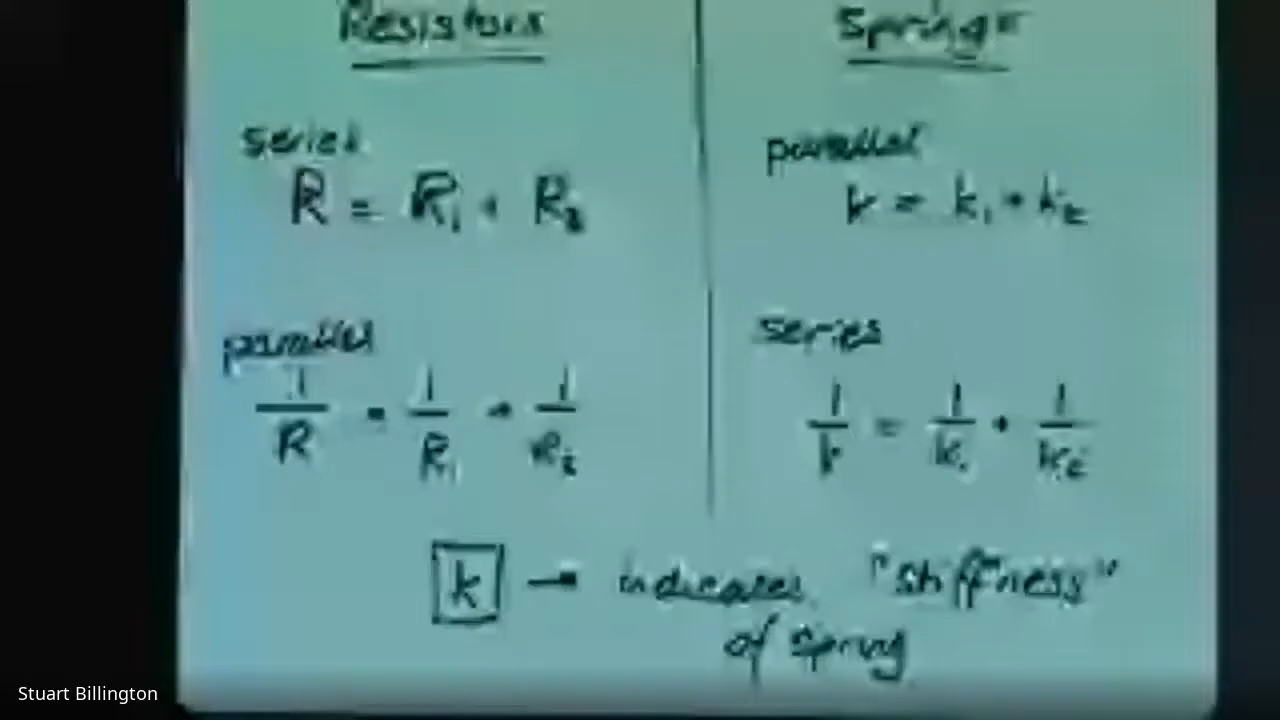 Resistors
series
R = R₁ + R₂
parallel
1/R = 1/R₁ + 1/R₂
Springs
parallel
k = k₁ + k₂
series
1/k = 1/k₁ + 1/k₂
k → indicates "stiffness"
of spring
Stuart Billington